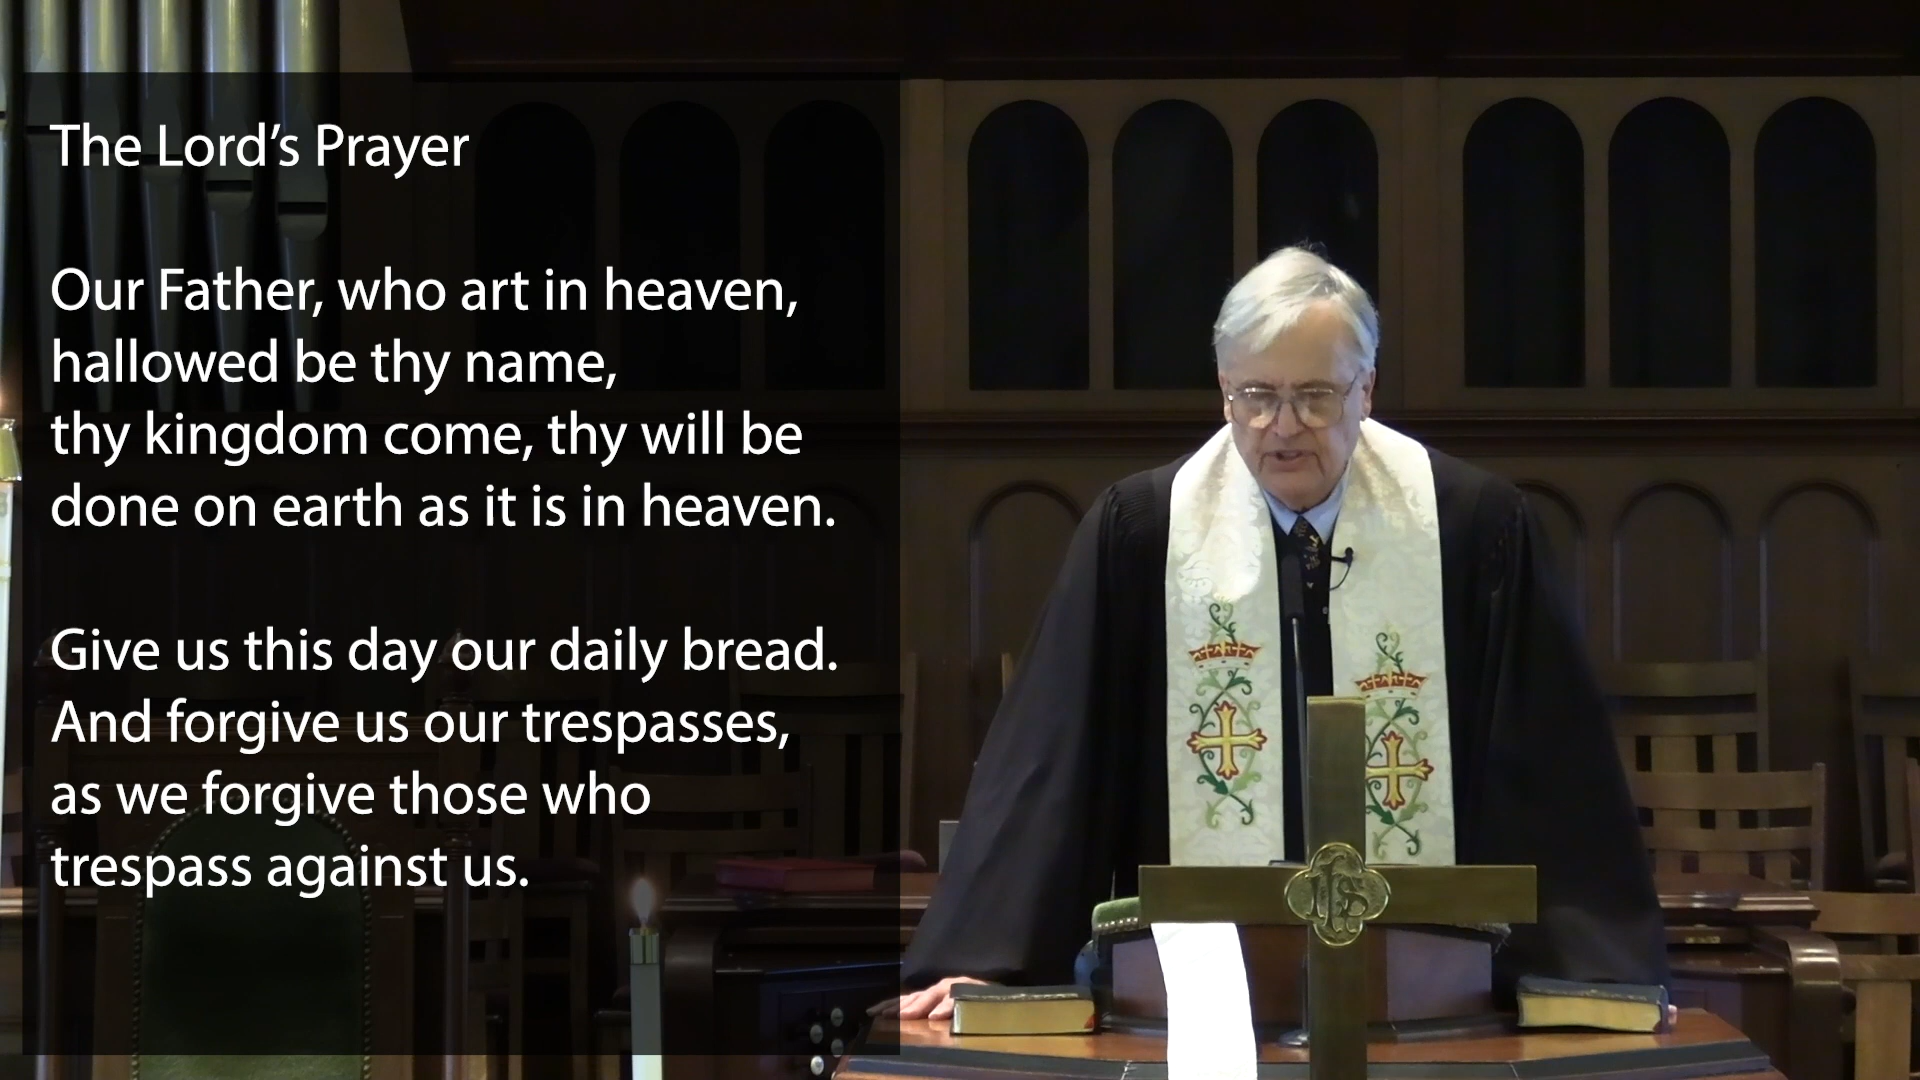 The Lord’s Prayer
Our Father, who art in heaven,
hallowed be thy name,
thy kingdom come, thy will be
done on earth as it is in heaven.
Give us this day our daily bread.
And forgive us our trespasses,
as we forgive those who
trespass against us.
IHS